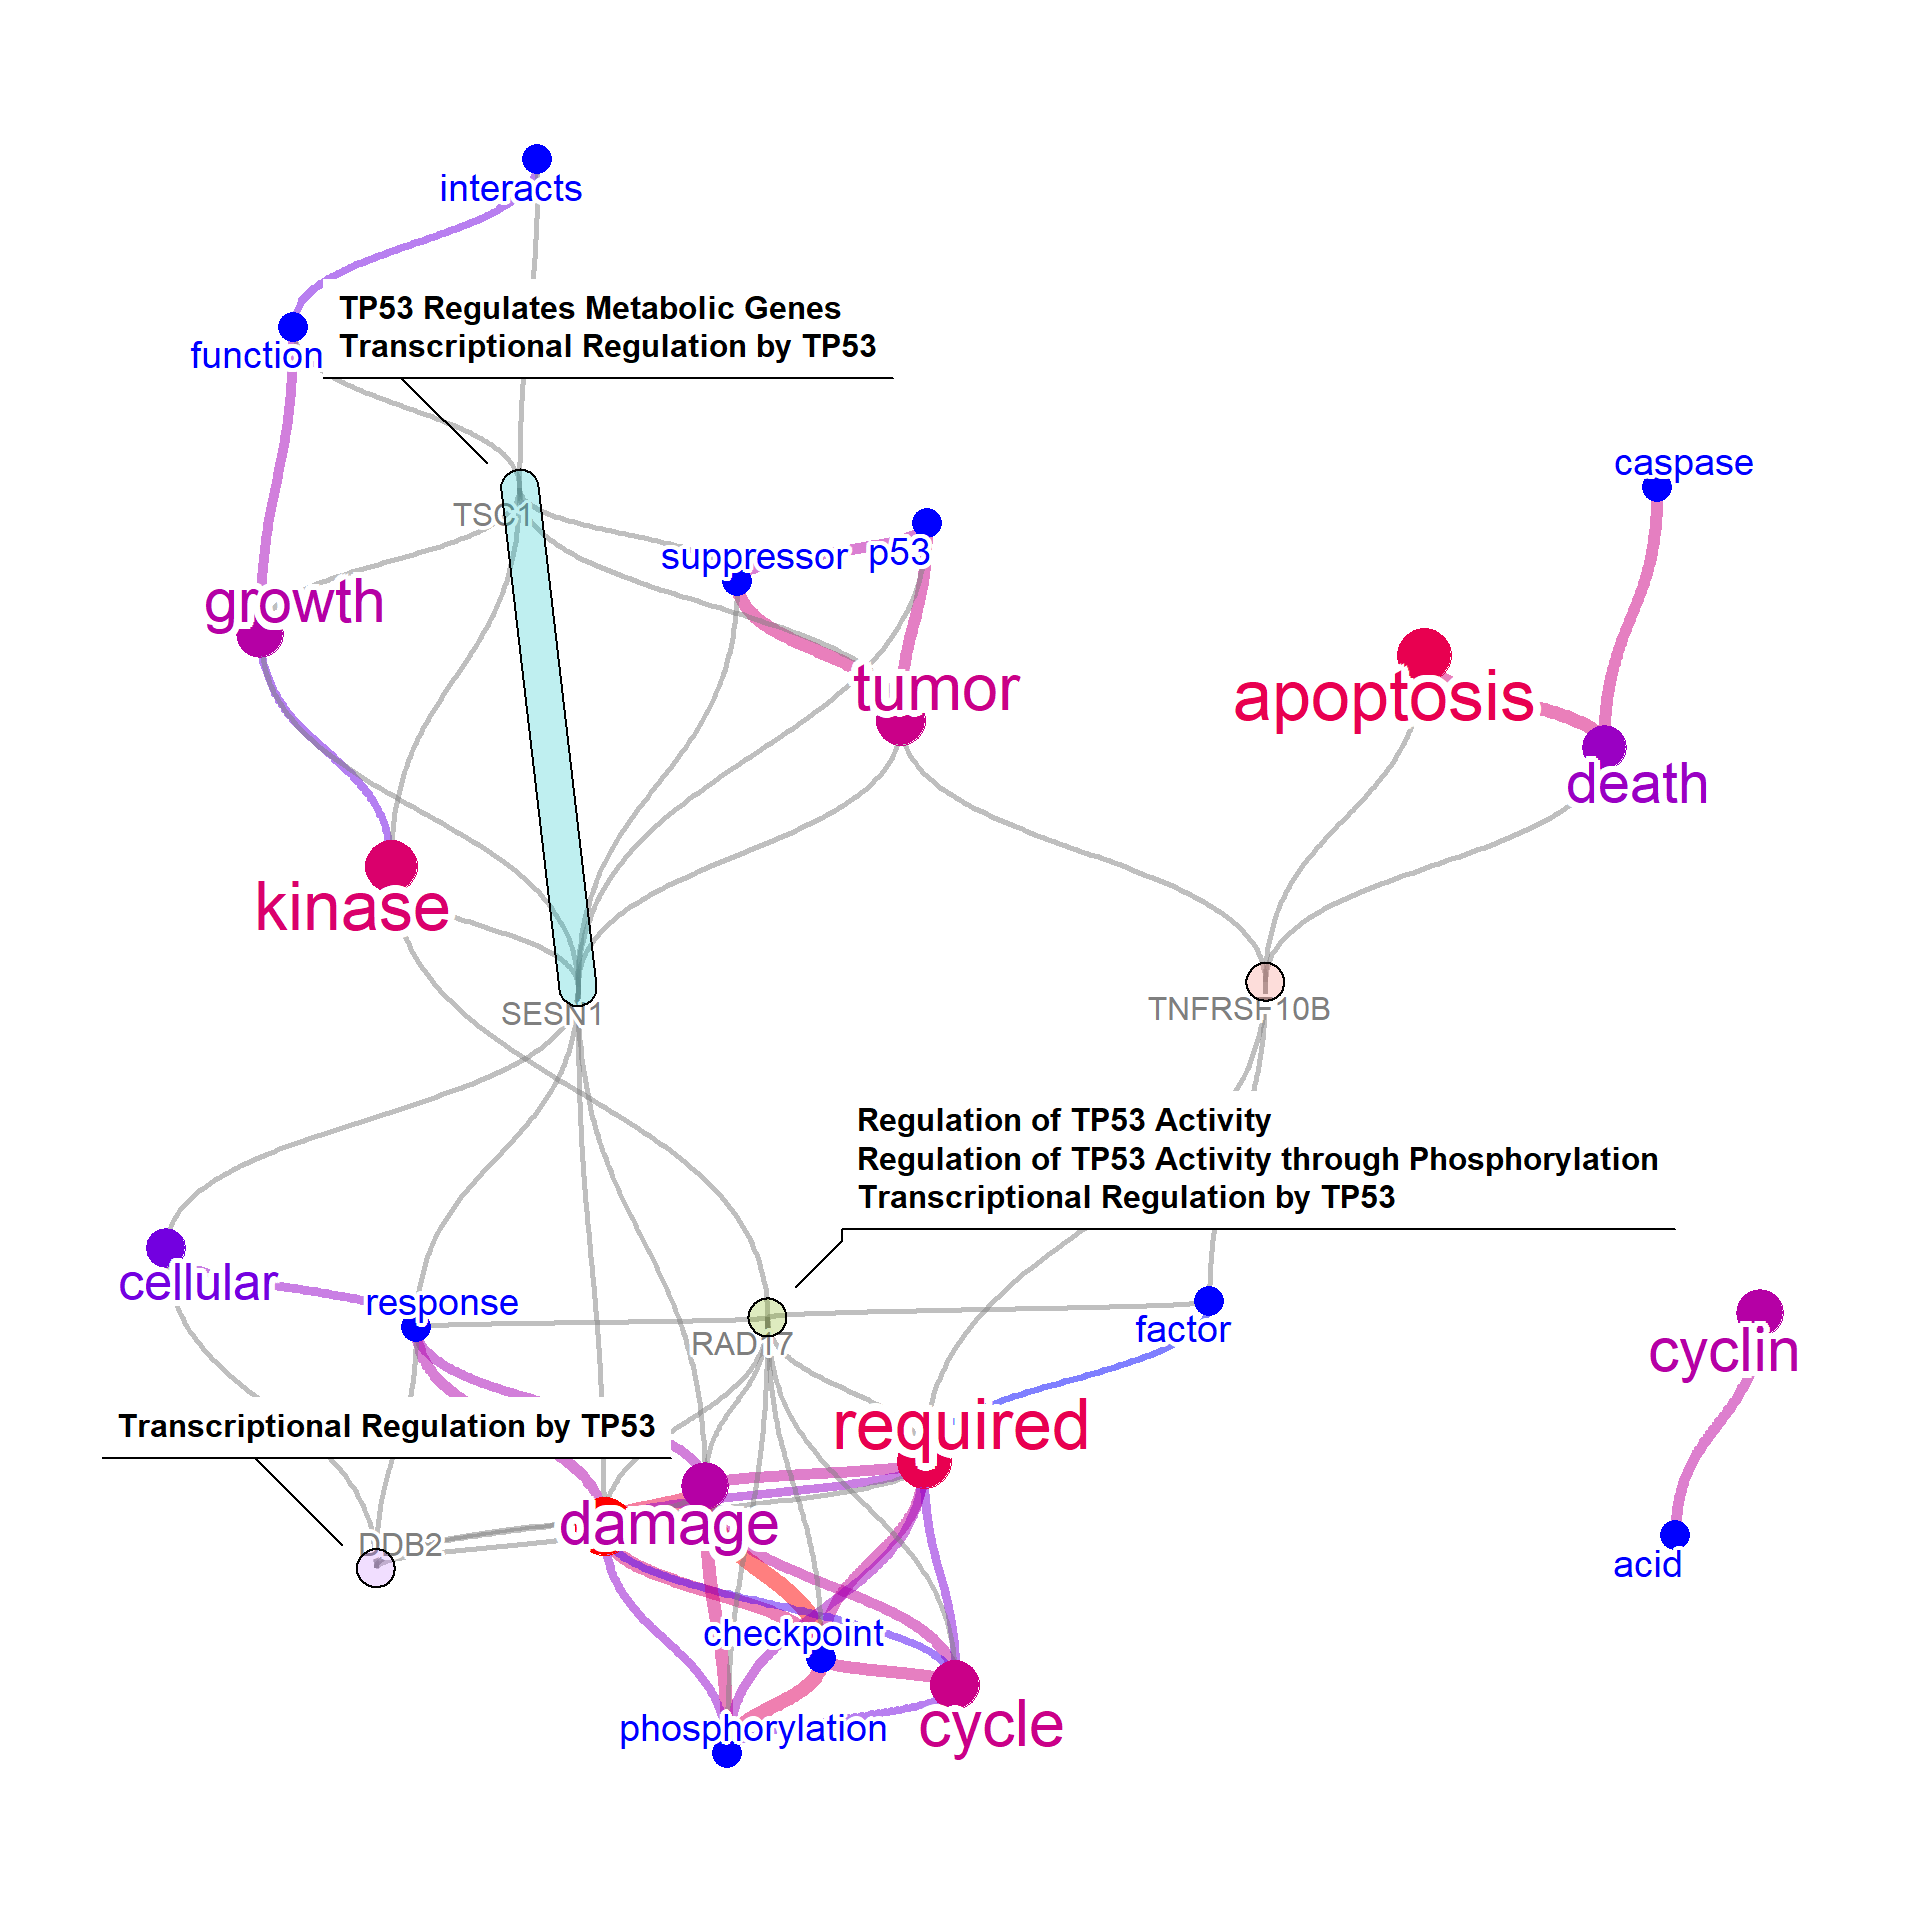 interacts
TP53 Regulates Metabolic Genes
Transcriptional Regulation by TP53
function
caspase
TSC1
suppressor
p53
growth
tumor
apoptosis
death
kinase
SESN1
TNFRSF10B
Regulation of TP53 Activity
Regulation of TP53 Activity through Phosphorylation
Transcriptional Regulation by TP53
cellular
response
factor
RAD17
cyclin
Transcriptional Regulation by TP53
required
damage
DDB2
acid
checkpoint
phosphorylation
cycle